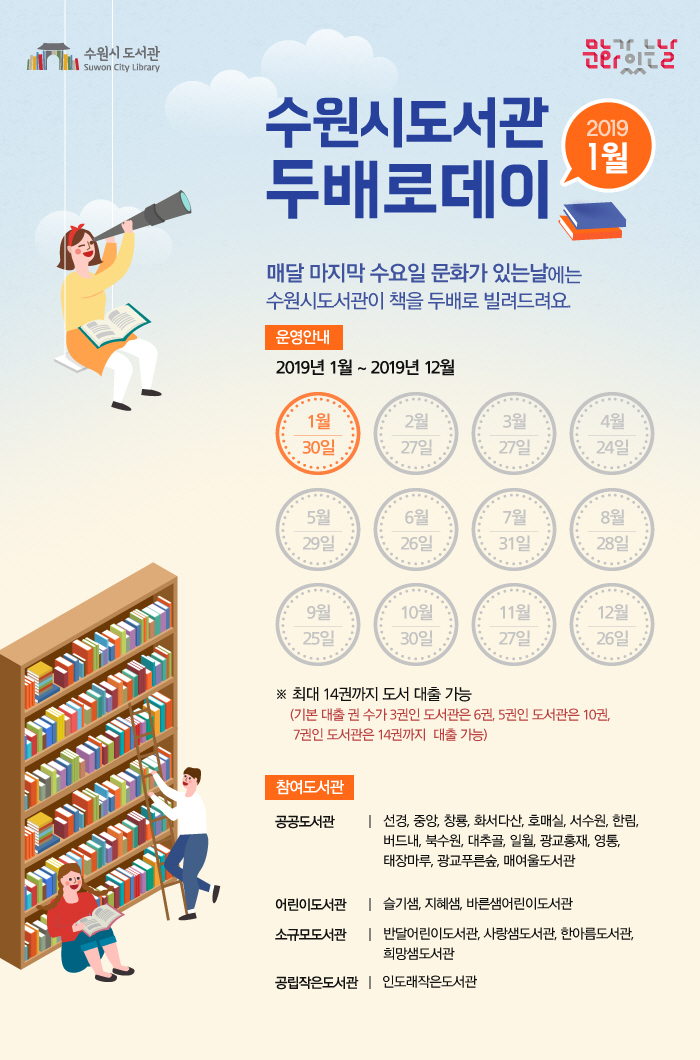 수원시 도서관
Suwon City Library
문화가 있는 날
수원시도서관
두배로데이
2019
1월
매달 마지막 수요일 문화가 있는날에는
수원시도서관이 책을 두배로 빌려드려요.
운영안내
2019년 1월 ~ 2019년 12월
1월 2월 3월 4월
30일 27일 27일 24일
5월 6월 7월 8월
29일 26일 31일 28일
9월 10월 11월 12월
25일 30일 27일 26일
※ 최대 14권까지 도서 대출 가능
(기본 대출 권 수가 3권인 도서관은 6권, 5권인 도서관은 10권,
7권인 도서관은 14권까지 대출 가능)
참여도서관
공공도서관 | 선경, 중앙, 창룡, 화서다산, 호매실, 서수원, 한림,
버드내, 북수원, 대추골, 일월, 광교홍재, 영통,
태장마루, 광교푸른숲, 매여울도서관
어린이도서관 | 슬기샘, 지혜샘, 바른샘어린이도서관
소규모도서관 | 반달어린이도서관, 사랑샘도서관, 한아름도서관,
희망샘도서관
공립작은도서관 | 인도래작은도서관